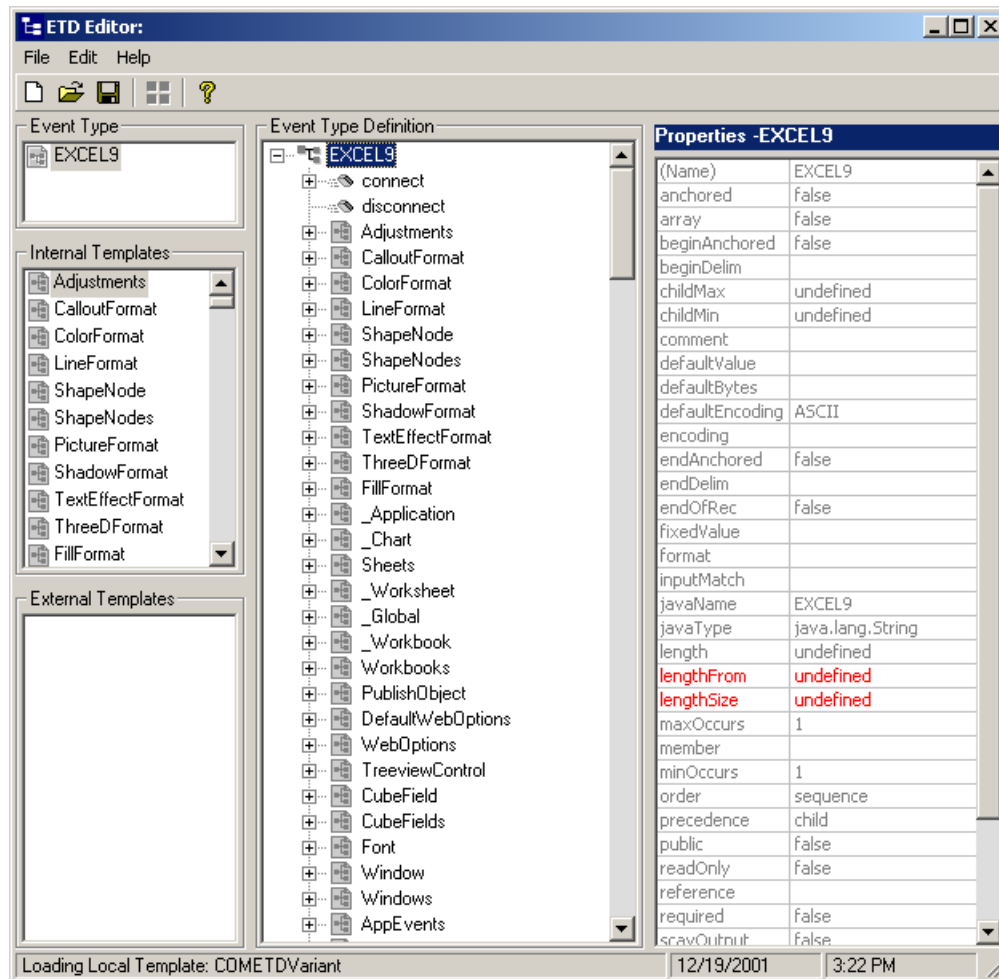 ETD Editor:
File Edit Help
Event Type
EXCEL9
Internal Templates
Adjustments
CalloutFormat
ColorFormat
LineFormat
ShapeNode
ShapeNodes
PictureFormat
ShadowFormat
TextEffectFormat
ThreeDFormat
FillFormat
External Templates
Event Type Definition
EXCEL9
connect
disconnect
Adjustments
CalloutFormat
ColorFormat
LineFormat
ShapeNode
ShapeNodes
PictureFormat
ShadowFormat
TextEffectFormat
ThreeDFormat
FillFormat
_Application
_Chart
Sheets
_Worksheet
_Global
_Workbook
Workbooks
PublishObject
DefaultWebOptions
WebOptions
TreeviewControl
CubeField
CubeFields
Font
Window
Windows
AppEvents
Properties -EXCEL9
(Name) EXCEL9
anchored false
array false
beginAnchored false
beginDelim
childMax undefined
childMin undefined
comment
defaultValue
defaultBytes
defaultEncoding ASCII
encoding
endAnchored false
endDelim
endOfRec false
fixedValue
format
inputMatch
javaName EXCEL9
javaType java.lang.String
length undefined
lengthFrom undefined
lengthSize undefined
maxOccurs 1
member
minOccurs 1
order sequence
precedence child
public false
readOnly false
reference
required false
scavOutput false
Loading Local Template: COMETDVariant 12/19/2001 3:22 PM